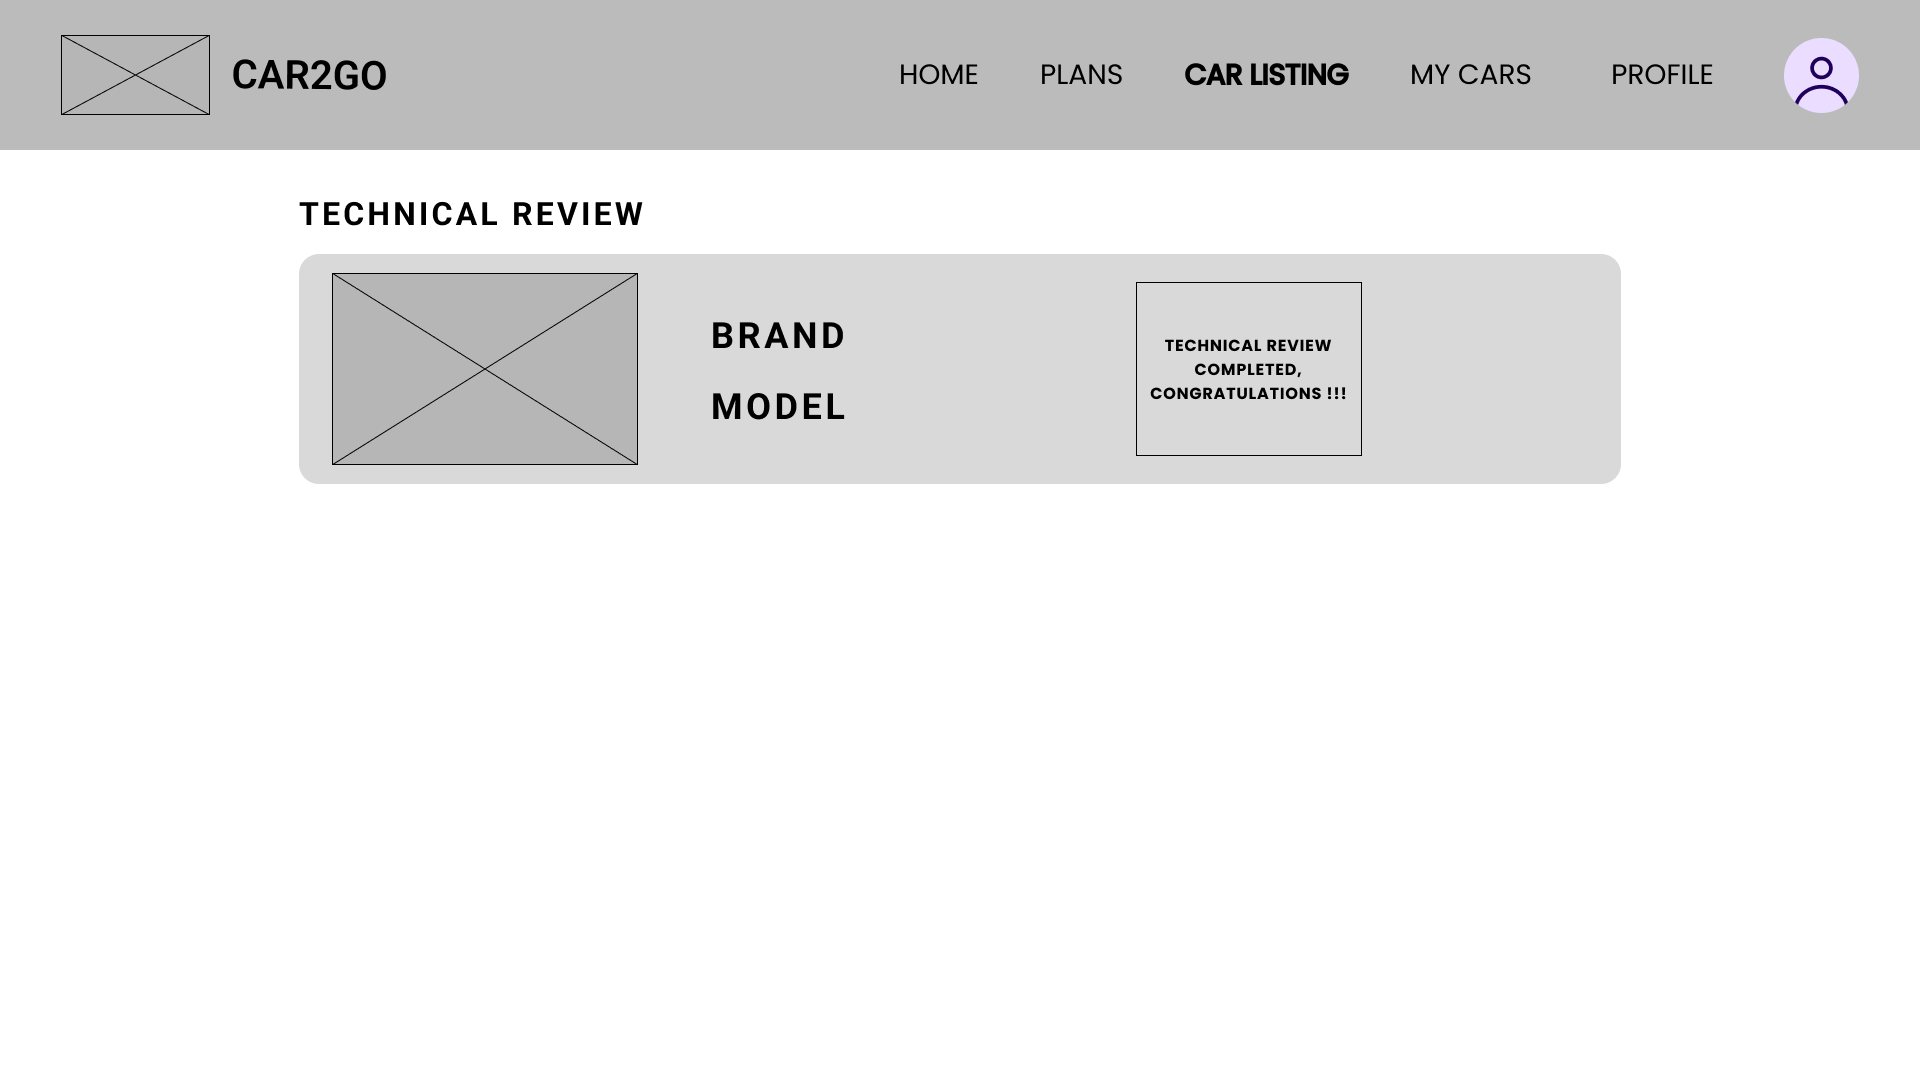 CAR2GO
HOME
PLANS
CAR LISTING
MY CARS
PROFILE
TECHNICAL REVIEW
BRAND
MODEL
TECHNICAL REVIEW
COMPLETED,
CONGRATULATIONS !!!